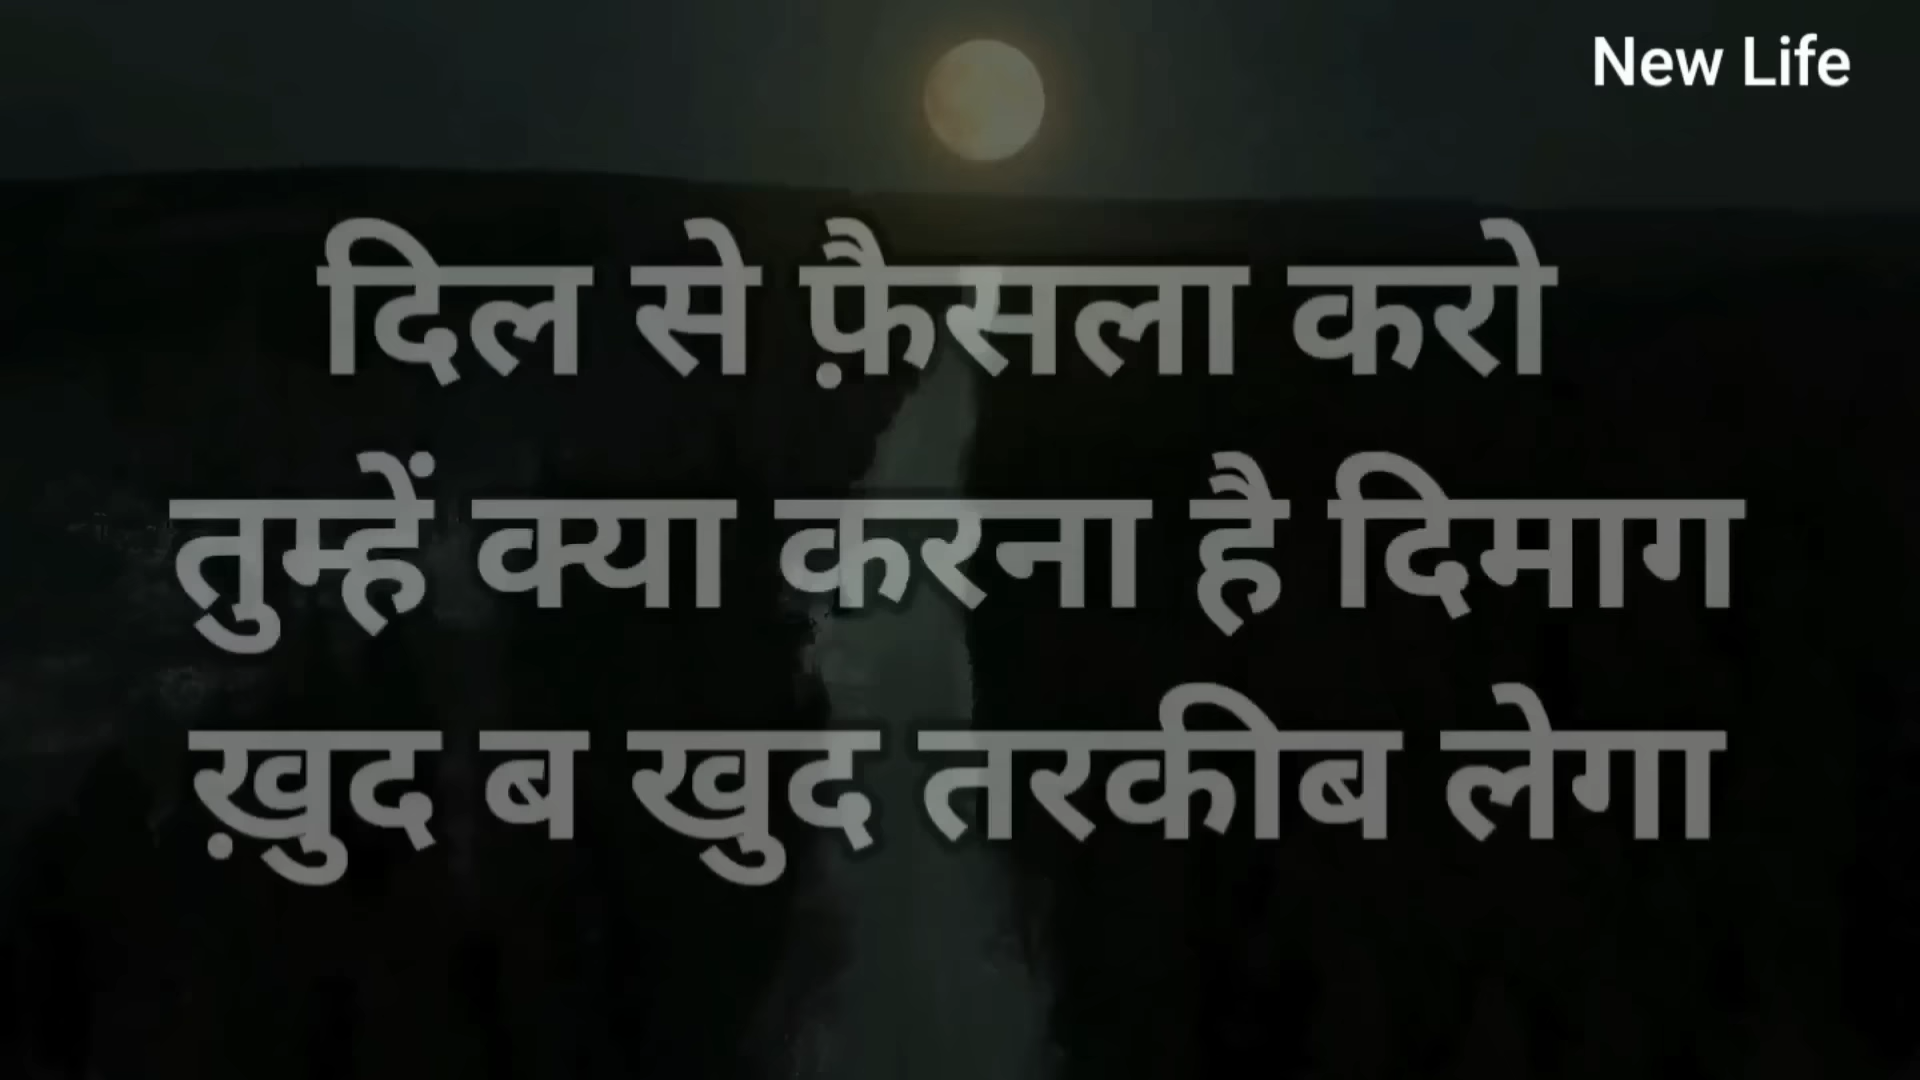 New Life
दिल से फ़ैसला करो
तुम्हें क्या करना है दिमाग
ख़ुद ब खुद तरकीब लेगा